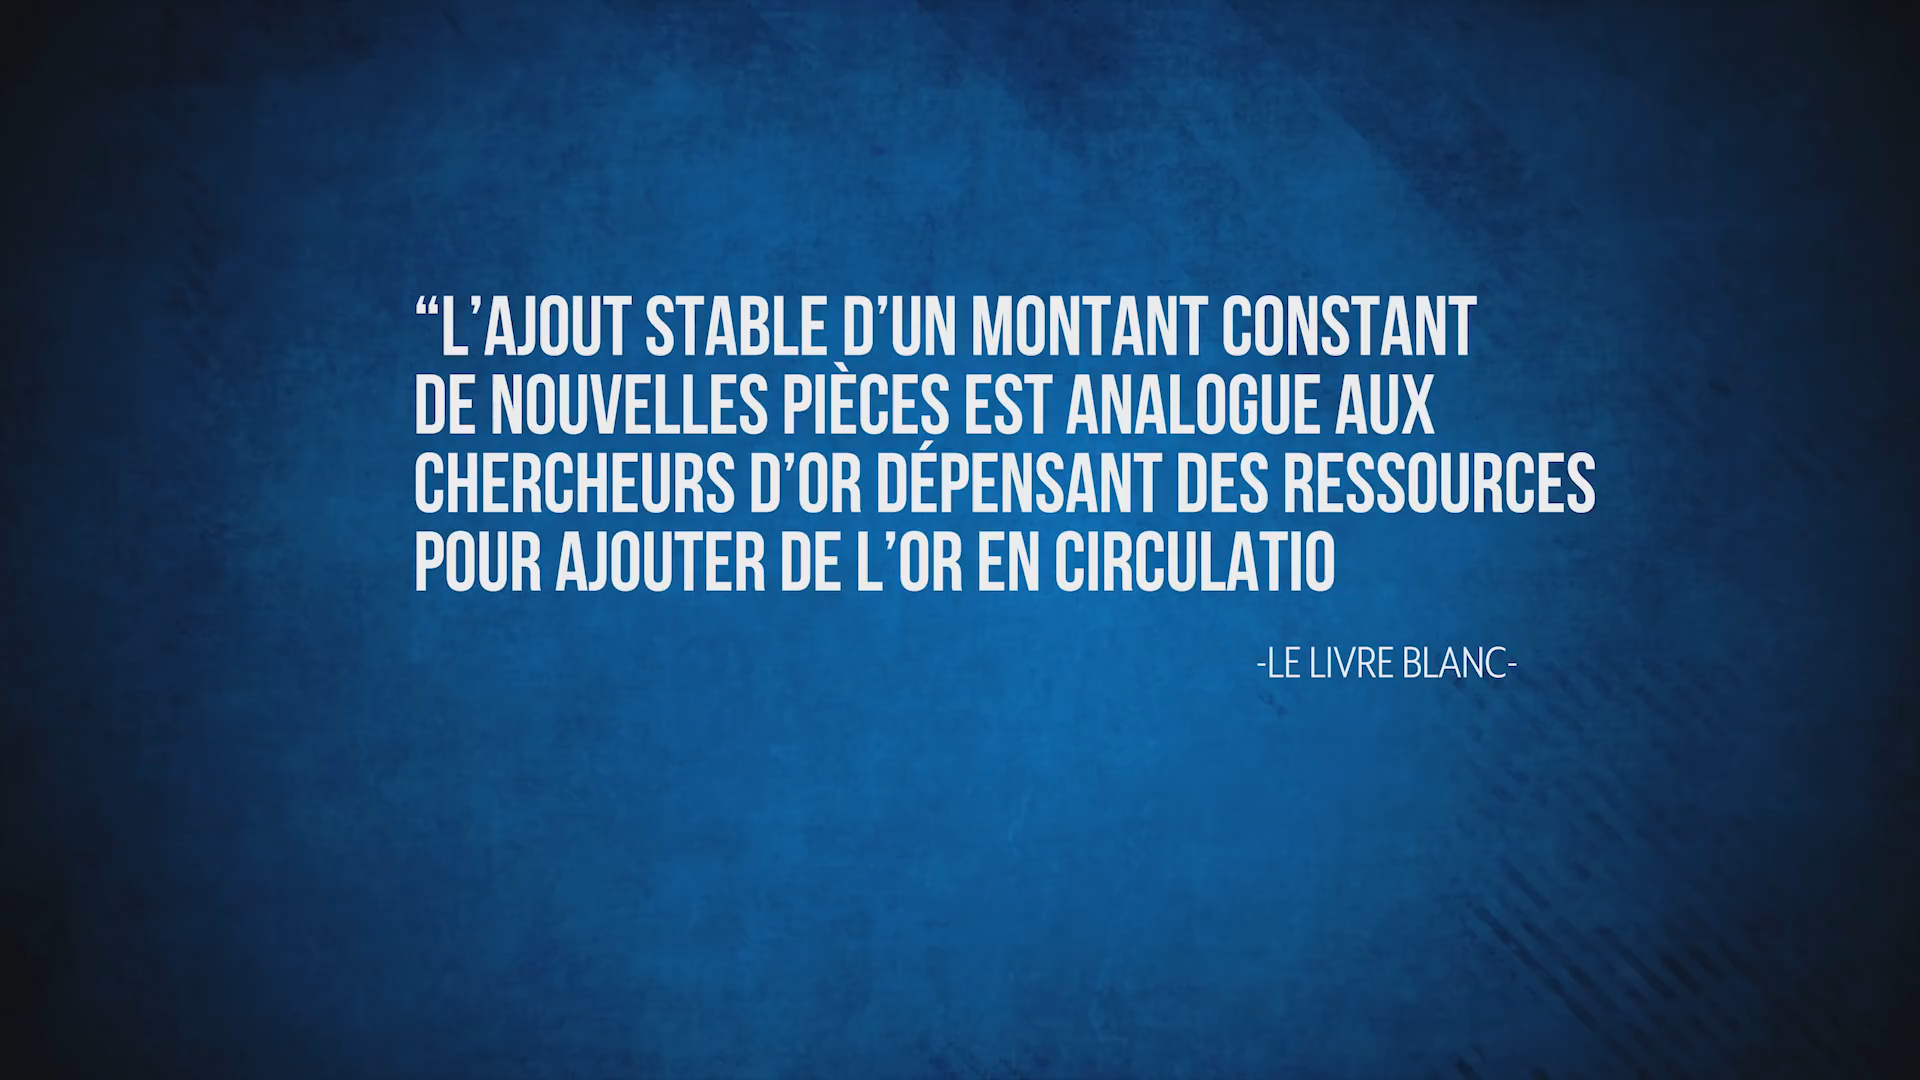 “L’AJOUT STABLE D’UN MONTANT CONSTANT
DE NOUVELLES PIÈCES EST ANALOGUE AUX
CHERCHEURS D’OR DÉPENSANT DES RESSOURCES
POUR AJOUTER DE L’OR EN CIRCULATIO
-LE LIVRE BLANC-